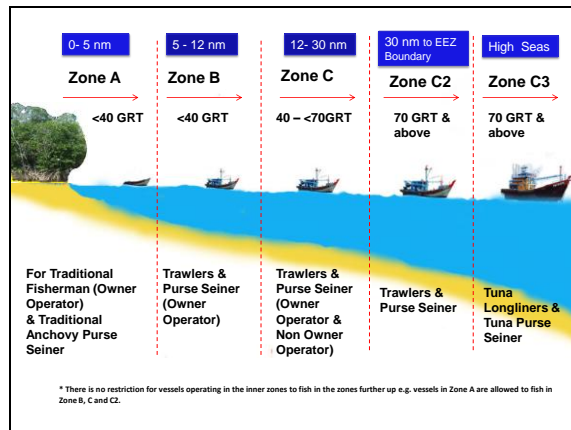 0- 5 nm
5 - 12 nm
12- 30 nm
30 nm to EEZ
Boundary
High Seas
Zone A
Zone B
Zone C
Zone C2
Zone C3
<40 GRT
<40 GRT
40 – <70GRT
70 GRT &
above
70 GRT &
above
For Traditional
Fisherman (Owner
Operator)
& Traditional
Anchovy Purse
Seiner
Trawlers &
Purse Seiner
(Owner
Operator)
Trawlers &
Purse Seiner
(Owner
Operator &
Non Owner
Operator)
Trawlers &
Purse Seiner
Tuna
Longliners &
Tuna Purse
Seiner
* There is no restriction for vessels operating in the inner zones to fish in the zones further up e.g. vessels in Zone A are allowed to fish in
Zone B, C and C2.